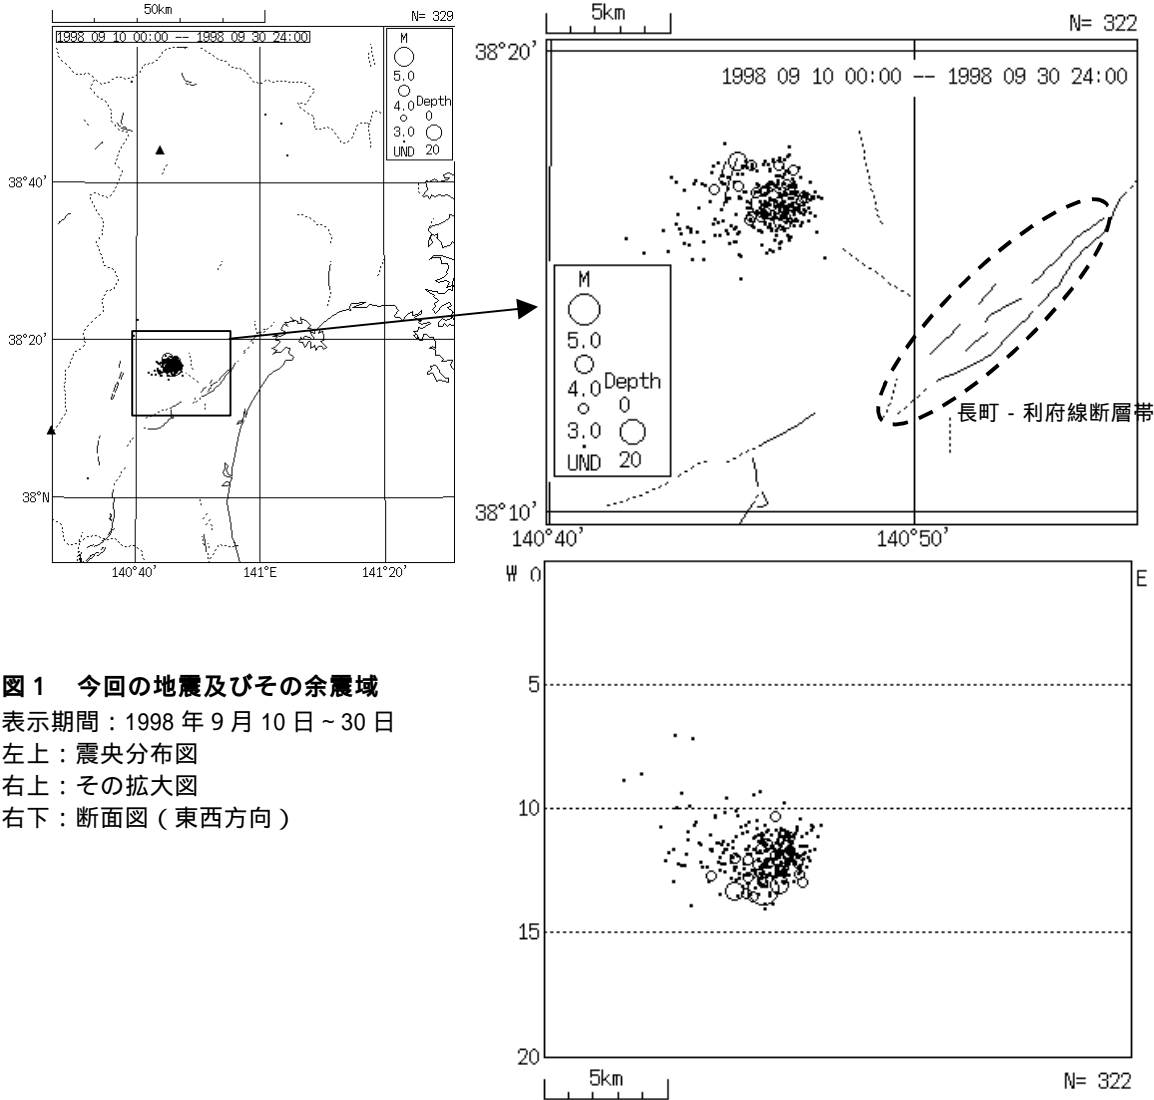 50km
N= 329
1998 09 10 00:00 -- 1998 09 30 24:00
M
5.0
4.0
3.0
UND
Depth
0
20
38°40'
38°20'
38°N
140°40'
141°E
141°20'
5km
N= 322
38°20'
1998 09 10 00:00 -- 1998 09 30 24:00
M
5.0
4.0
3.0
UND
Depth
0
20
長町 - 利府線断層帯
38°10'
140°40'
140°50'
W
0
E
5
10
15
20
5km
N= 322
図1 今回の地震及びその余震域
表示期間:1998 年 9 月 10 日~30 日
左上:震央分布図
右上:その拡大図
右下:断面図(東西方向)